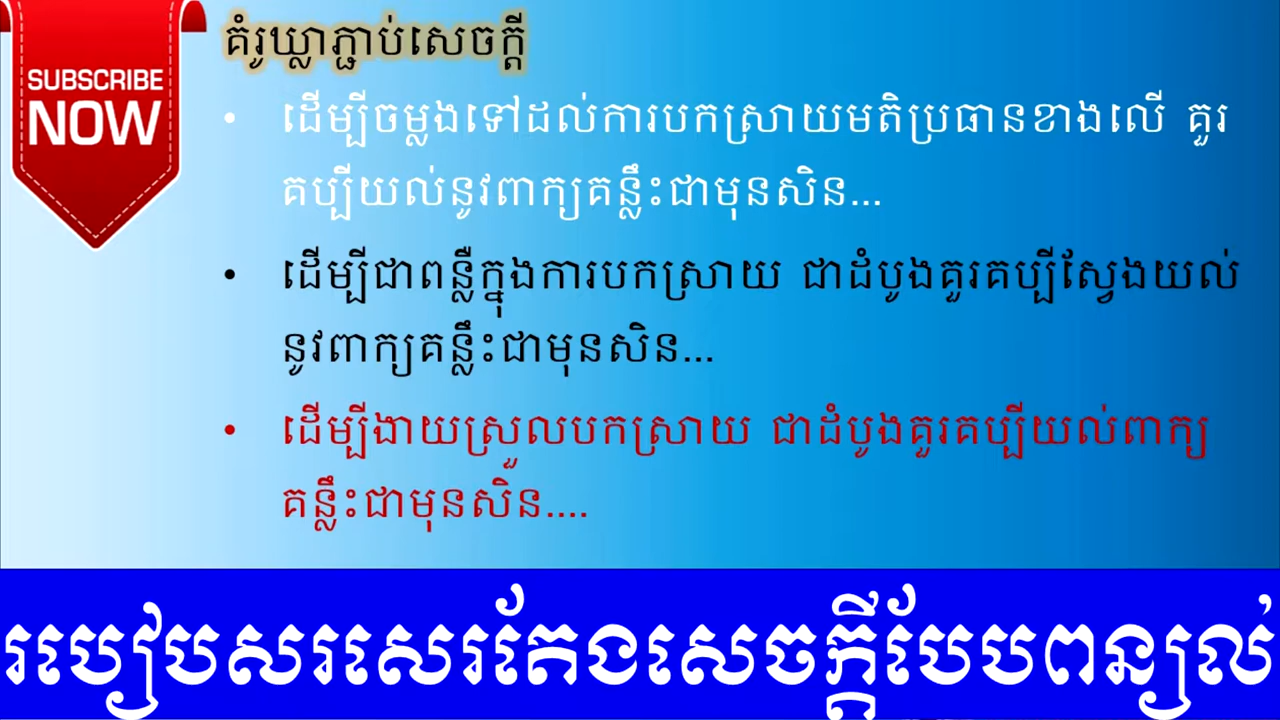 SUBSCRIBE
NOW
គំរូឃ្លាភ្ជាប់សេចក្ដី
• ដើម្បីចម្លងទៅដល់ការបកស្រាយមតិប្រធានខាងលើ គួរ
គប្បីយល់នូវពាក្យគន្លឹះជាមុនសិន...
• ដើម្បីជាពន្លឺក្នុងការបកស្រាយ ជាដំបូងគួរគប្បីស្វែងយល់
នូវពាក្យគន្លឹះជាមុនសិន...
• ដើម្បីងាយស្រួលបកស្រាយ ជាដំបូងគួរគប្បីយល់ពាក្យ
គន្លឹះជាមុនសិន....
របៀបសរសេរតែងសេចក្ដីបែបពន្យល់